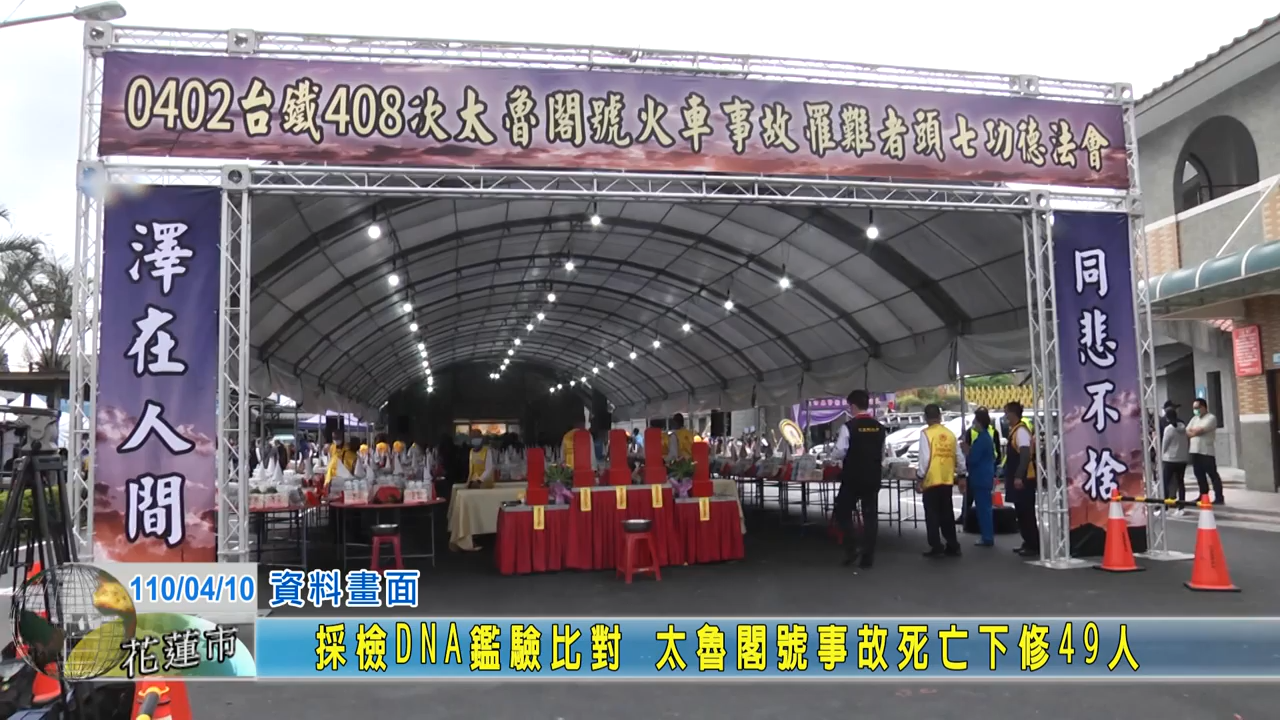 0402台鐵408次太魯閣號火車事故罹難者頭七功德法會
澤在人間
同悲不捨
110/04/10 資料畫面
花蓮市
採檢DNA鑑驗比對 太魯閣號事故死亡下修49人